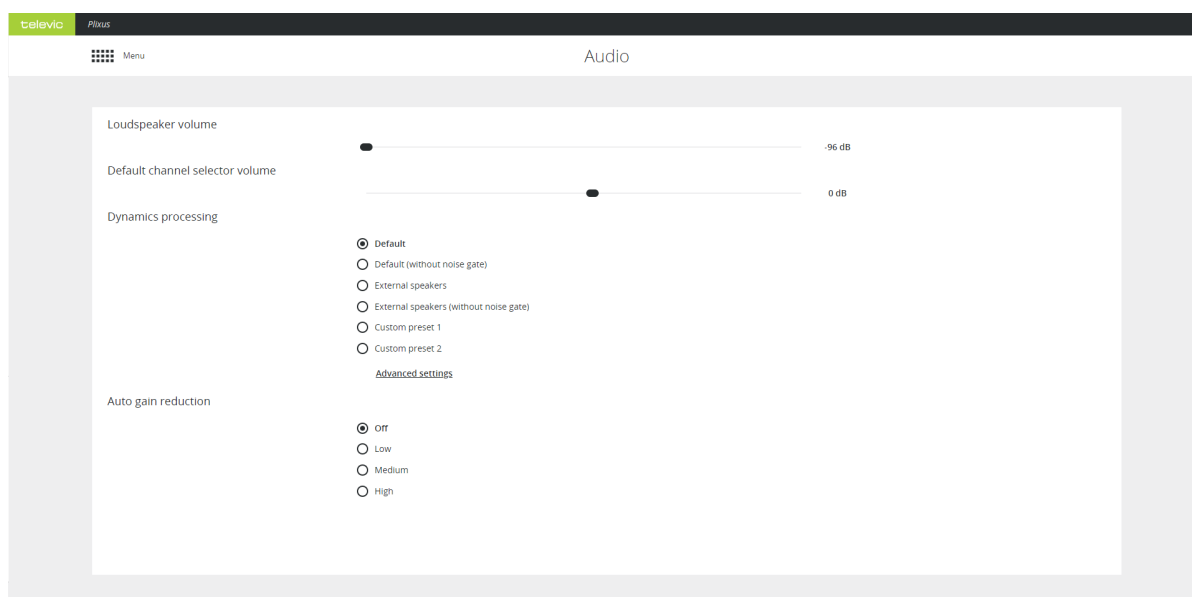 televic Plixus
Menu Audio
Loudspeaker volume
-96 dB
Default channel selector volume
0 dB
Dynamics processing
Default
Default (without noise gate)
External speakers
External speakers (without noise gate)
Custom preset 1
Custom preset 2
Advanced settings
Auto gain reduction
Off
Low
Medium
High